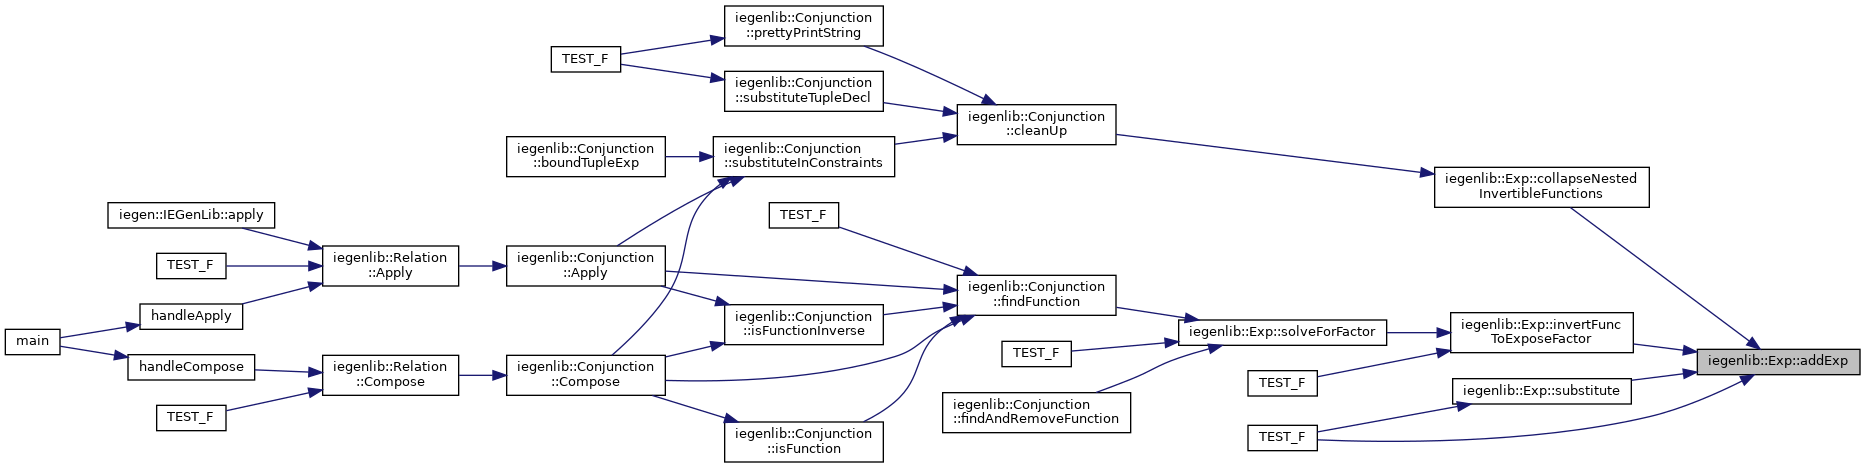 iegenlib::Conjunction
::prettyPrintString
TEST_F
iegenlib::Conjunction
::substituteTupleDecl
iegenlib::Conjunction
::cleanUp
iegenlib::Conjunction
::boundTupleExp
iegenlib::Conjunction
::substituteInConstraints
iegenlib::Exp::collapseNested
InvertibleFunctions
iegen::IEGenLib::apply
TEST_F
TEST_F
iegenlib::Relation
::Apply
iegenlib::Conjunction
::Apply
iegenlib::Conjunction
::findFunction
handleApply
iegenlib::Conjunction
::isFunctionInverse
iegenlib::Exp::solveForFactor
iegenlib::Exp::invertFunc
ToExposeFactor
main
TEST_F
iegenlib::Exp::addExp
handleCompose
iegenlib::Relation
::Compose
iegenlib::Conjunction
::Compose
TEST_F
iegenlib::Exp::substitute
TEST_F
iegenlib::Conjunction
::findAndRemoveFunction
iegenlib::Conjunction
::isFunction
TEST_F